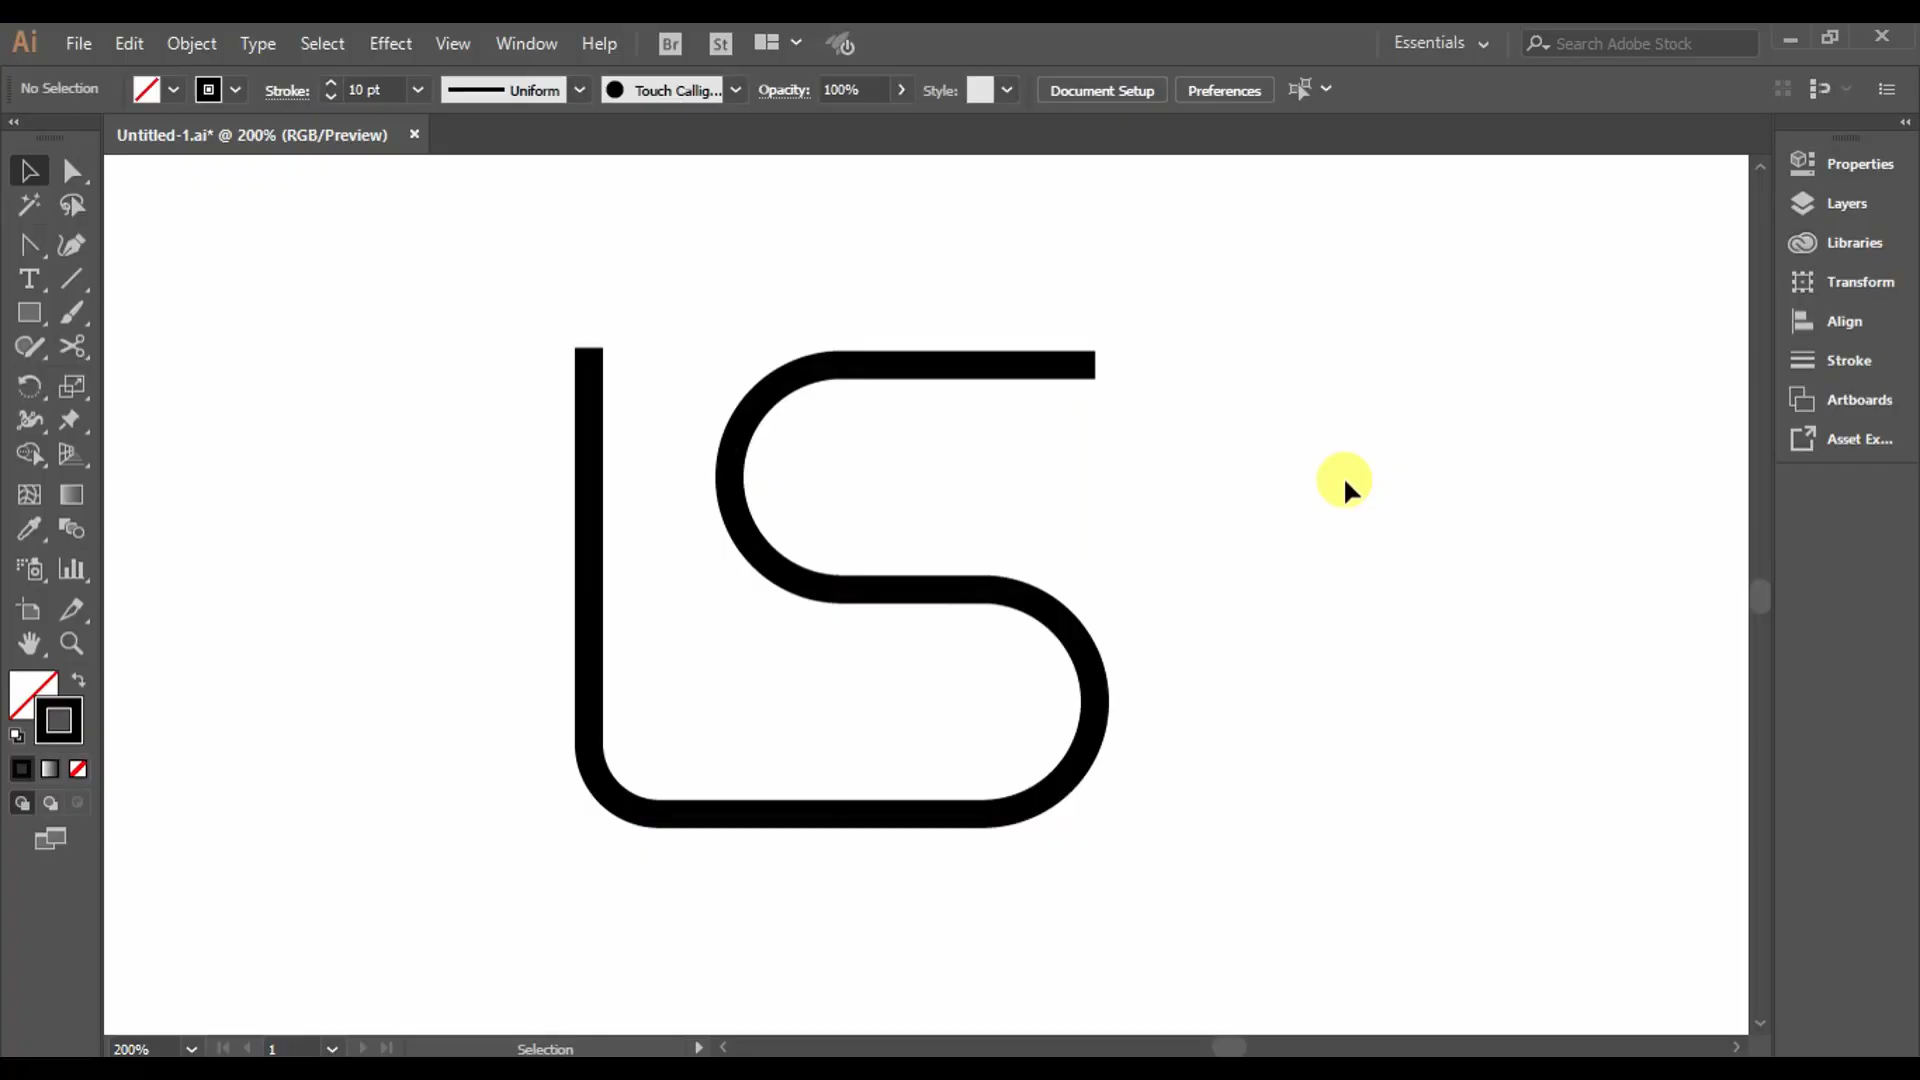 Ai File Edit Object Type Select Effect View Window Help Br St Essentials Search Adobe Stock
No Selection Stroke: 10 pt Uniform Touch Callig... Opacity: 100% Style: Document Setup Preferences
Untitled-1.ai* @ 200% (RGB/Preview)
Properties
Layers
Libraries
Transform
Align
Stroke
Artboards
Asset Ex...
T
LS
200% 1 Selection